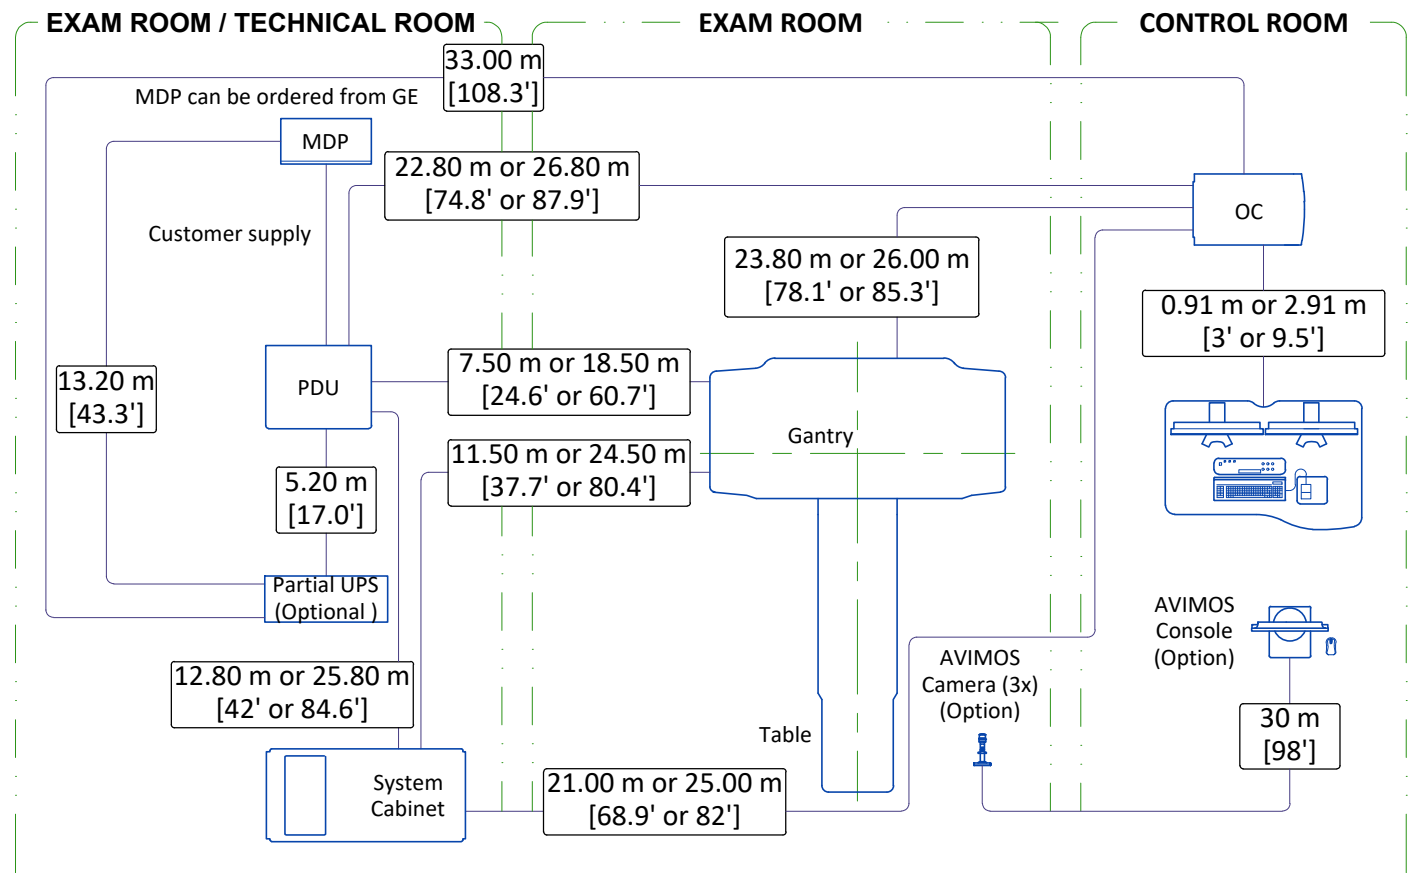 EXAM ROOM / TECHNICAL ROOM
EXAM ROOM
CONTROL ROOM
33.00 m
[108.3']
MDP can be ordered from GE
MDP
22.80 m or 26.80 m
[74.8' or 87.9']
OC
Customer supply
23.80 m or 26.00 m
[78.1' or 85.3']
0.91 m or 2.91 m
[3' or 9.5']
13.20 m
[43.3']
PDU
7.50 m or 18.50 m
[24.6' or 60.7']
Gantry
11.50 m or 24.50 m
[37.7' or 80.4']
5.20 m
[17.0']
Partial UPS
(Optional )
12.80 m or 25.80 m
[42' or 84.6']
AVIMOS
Camera (3x)
(Option)
AVIMOS
Console
(Option)
Table
30 m
[98']
System
Cabinet
21.00 m or 25.00 m
[68.9' or 82']